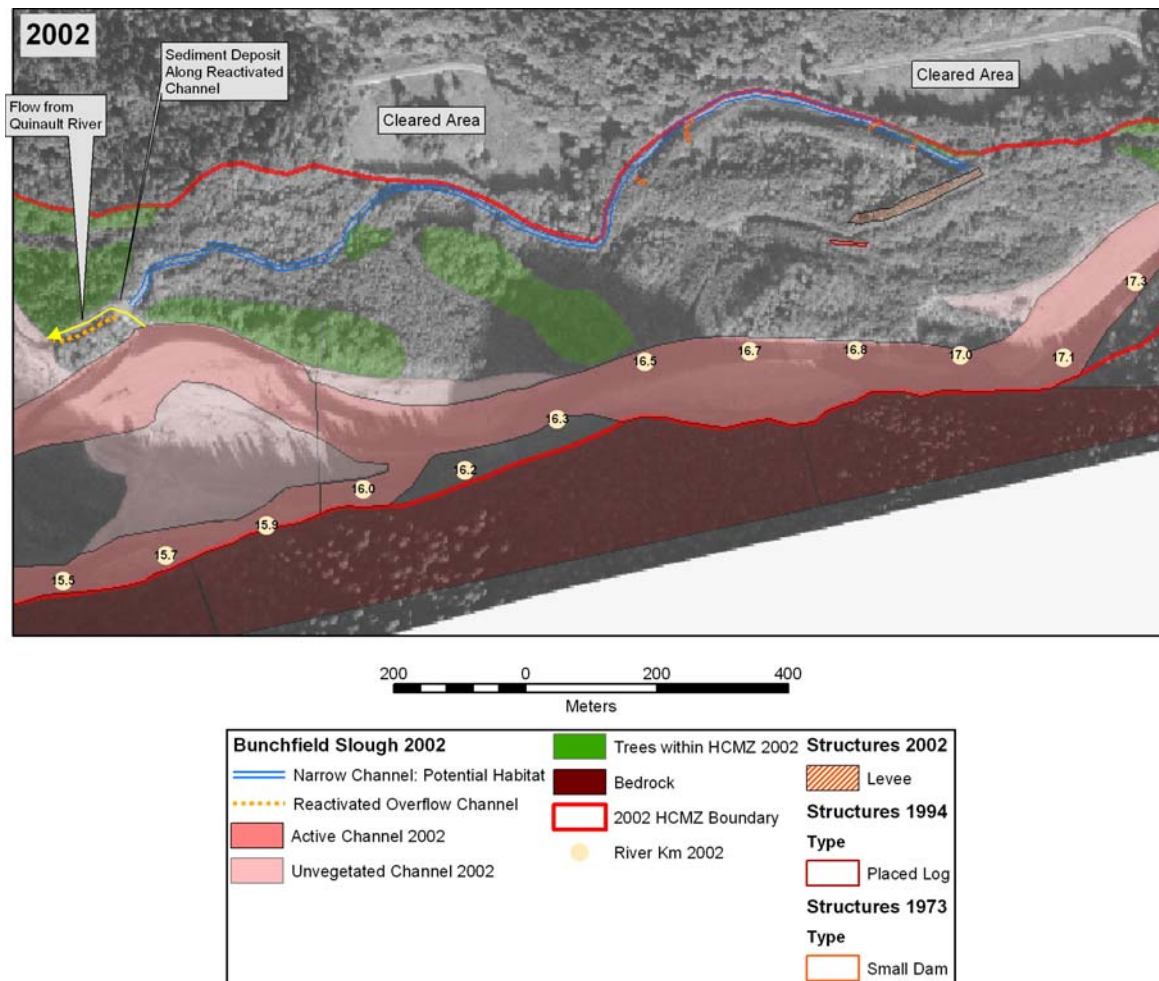 2002
Sediment Deposit
Along Reactivated
Channel
Flow from
Quinault River
Cleared Area
Cleared Area
17.3
17.1
17.0
16.8
16.7
16.5
16.3
16.2
16.0
15.9
15.7
15.5
200 0 200 400
Meters
Bunchfield Slough 2002
Narrow Channel: Potential Habitat
Reactivated Overflow Channel
Active Channel 2002
Unvegetated Channel 2002
Trees within HCMZ 2002
Bedrock
2002 HCMZ Boundary
River Km 2002
Structures 2002
Levee
Structures 1994
Type
Placed Log
Structures 1973
Type
Small Dam